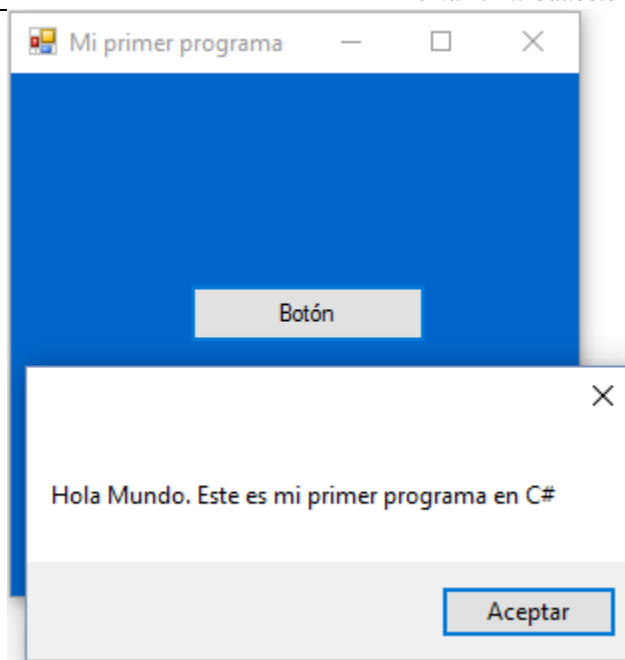 Mi primer programa
Botón
Hola Mundo. Este es mi primer programa en C#
Aceptar